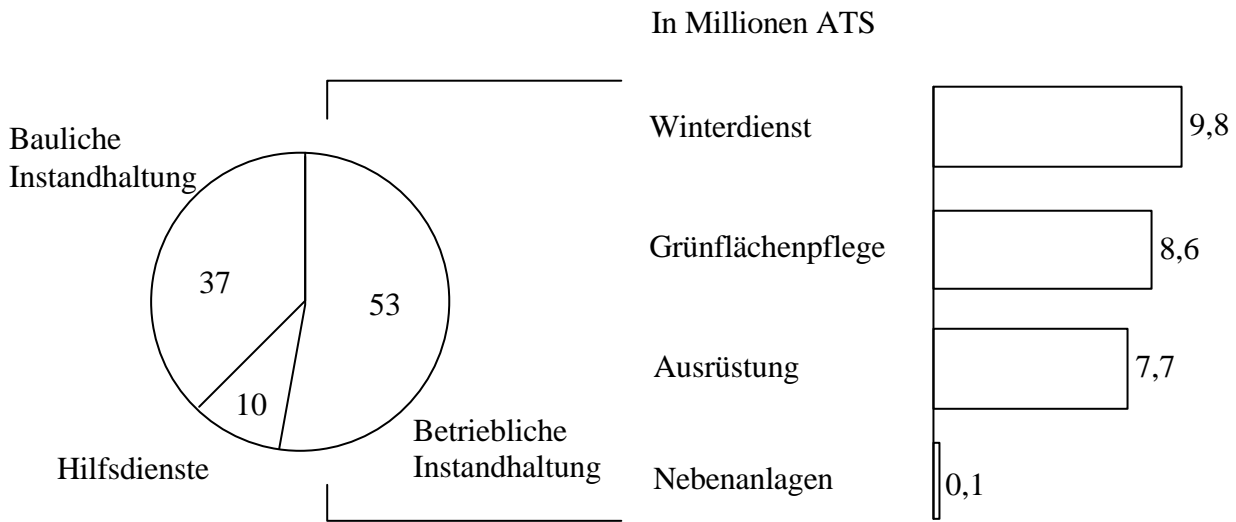 In Millionen ATS
Bauliche
Instandhaltung
37
53
10
Hilfsdienste
Betriebliche
Instandhaltung
Winterdienst
9,8
Grünflächenpflege
8,6
Ausrüstung
7,7
Nebenanlagen
0,1